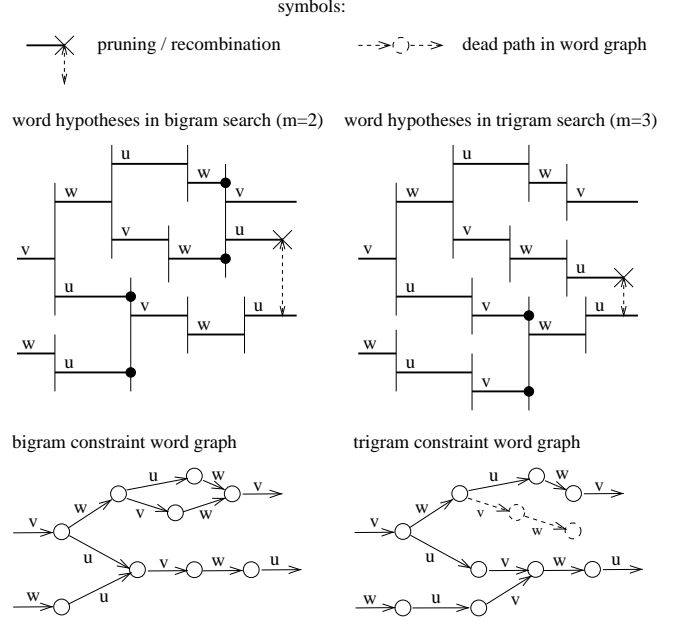 symbols:
pruning / recombination
dead path in word graph
word hypotheses in bigram search (m=2)
word hypotheses in trigram search (m=3)
u
w
w
v
v
u
v
w
u
v
w
u
w
u
u
w
w
v
v
w
v
u
u
v
w
u
w
u
v
bigram constraint word graph
trigram constraint word graph
u
w
v
w
v
w
v
u
v
w
u
w
u
u
w
v
w
v
v
w
u
v
w
u
w
u
v